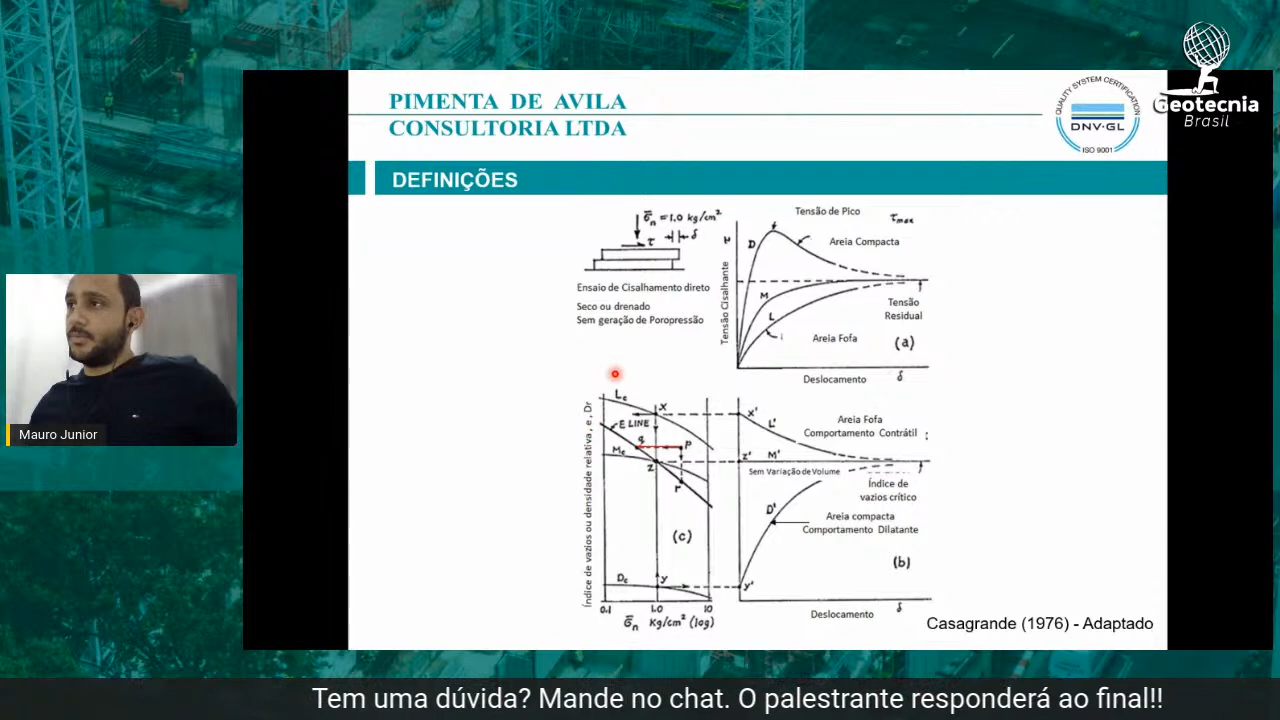 PIMENTA DE AVILA
CONSULTORIA LTDA
QUALITY SYSTEM CERTIFICATION
DNV·GL
ISO 9001
Geotecnia
Brasil
DEFINIÇÕES
σ̄n = 1.0 kg/cm²
τ
δ
Ensaio de Cisalhamento direto
Seco ou drenado
Sem geração de Poropressão
Tensão de Pico
τmax
D
Areia Compacta
Tensão Cisalhante
M
L
Tensão
Residual
Areia Fofa
(a)
Deslocamento δ
Índice de vazios ou densidade relativa, e, Dr
Lc
x
E LINE
q
P
Mc
z
r
(c)
Dc
y
0.1
1.0
10
σ̄n Kg/cm² (log)
x'
L'
Areia Fofa
Comportamento Contrátil
z'
M'
Sem Variação de Volume
Índice de
vazios crítico
D'
Areia compacta
Comportamento Dilatante
(b)
y'
Deslocamento δ
Casagrande (1976) - Adaptado
Mauro Junior
Tem uma dúvida? Mande no chat. O palestrante responderá ao final!!